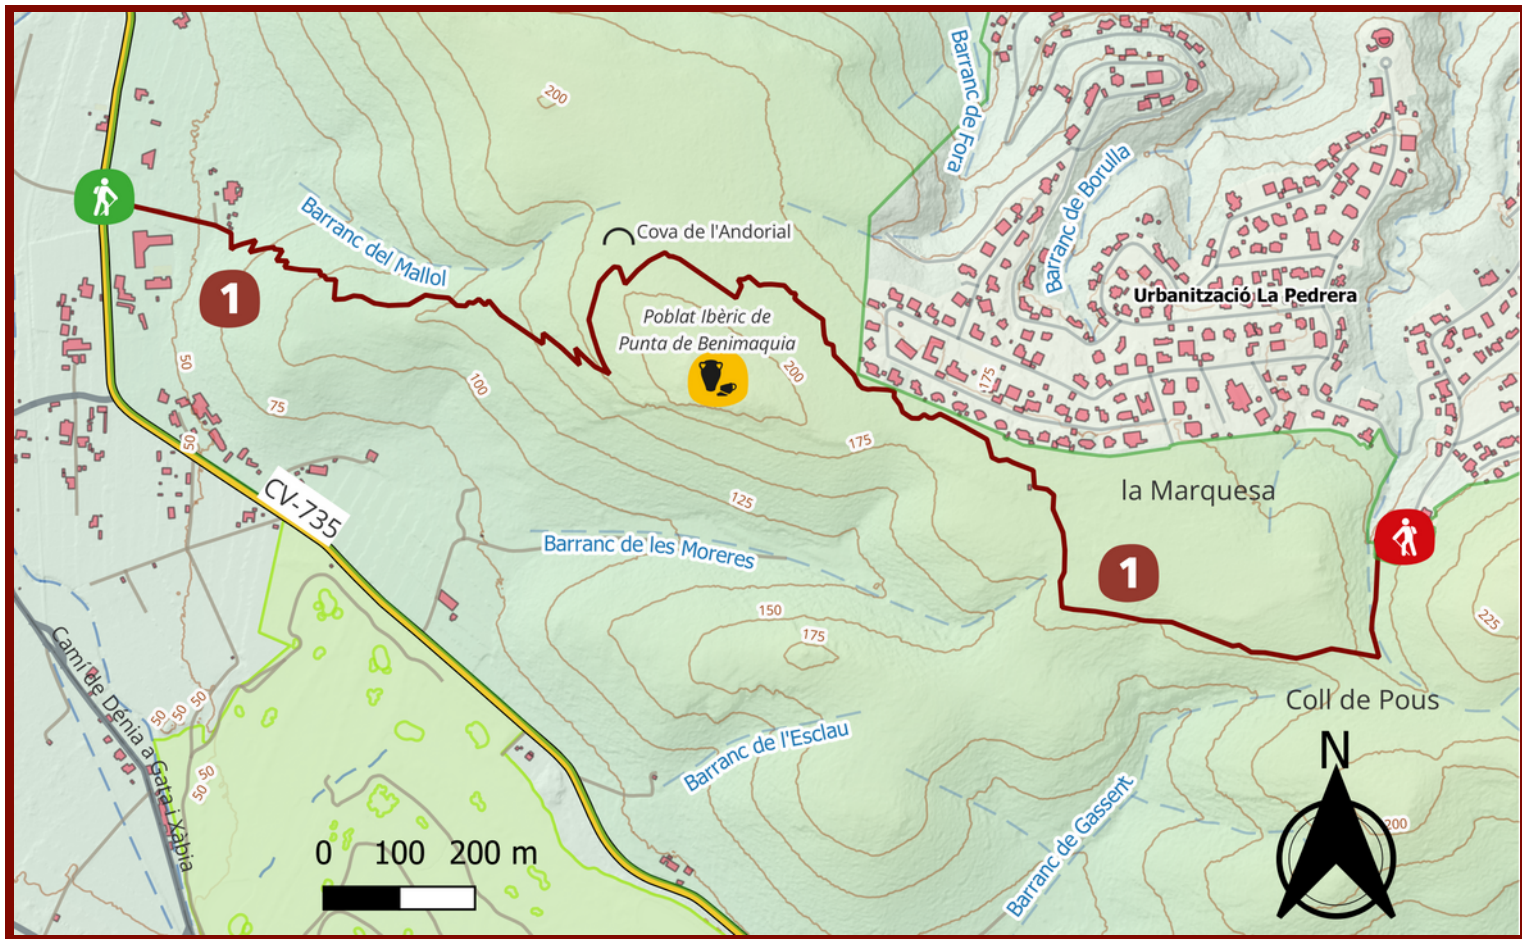 200
Barranc de Fora
Barranc de Borulla
Barranc del Mallol
Cova de l'Andorial
1
Poblat Ibèric de
Punta de Benimaquia
Urbanització La Pedrera
50
100
75
50
200
175
175
la Marquesa
125
CV-735
Barranc de les Moreres
1
150
175
225
Camí de Dénia a Gata i Xàbia
50
50
50
50
50
Coll de Pous
Barranc de l'Esclau
Barranc de Gassent
N
200
0 100 200 m